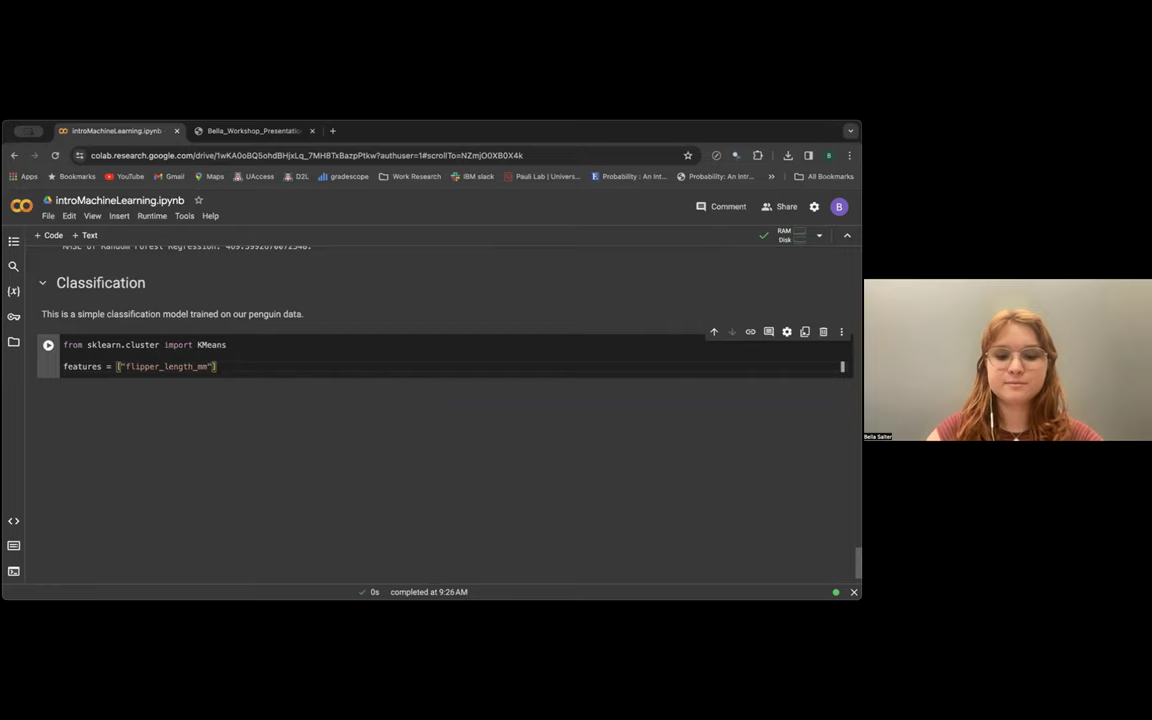 introMachineLearning.ipynb
Bella_Workshop_Presentation
colab.research.google.com/drive/1wKA0oBQ5ohdBHjxLq_7MH8TxBazpPtkw?authuser=1#scrollTo=NZmjO0XB0X4k
B
Apps
Bookmarks
YouTube
Gmail
Maps
UAccess
D2L
gradescope
Work Research
IBM slack
Pauli Lab | Univers...
Probability : An Int...
Probability: An Intr...
All Bookmarks
introMachineLearning.ipynb
Comment
Share
B
File Edit View Insert Runtime Tools Help
+ Code + Text
RAM
Disk
Classification
This is a simple classification model trained on our penguin data.
from sklearn.cluster import KMeans
features = ["flipper_length_mm"]
0s completed at 9:26 AM
Bella Salter